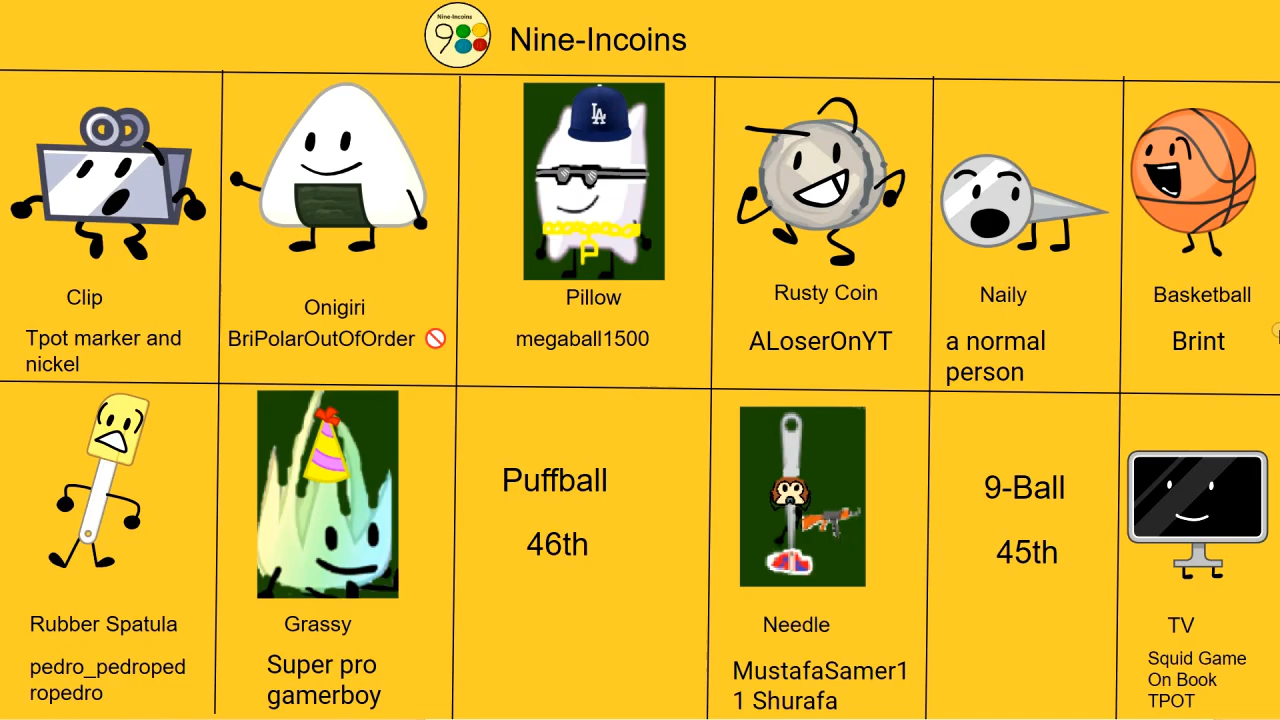 Nine-Incoins
9
Nine-Incoins
LA
P
Clip
Onigiri
Pillow
Rusty Coin
Naily
Basketball
Tpot marker and
nickel
BriPolarOutOfOrder
megaball1500
ALoserOnYT
a normal
person
Brint
Puffball
46th
9-Ball
45th
Rubber Spatula
Grassy
Needle
TV
pedro_pedroped
ropedro
Super pro
gamerboy
MustafaSamer1
1 Shurafa
Squid Game
On Book
TPOT